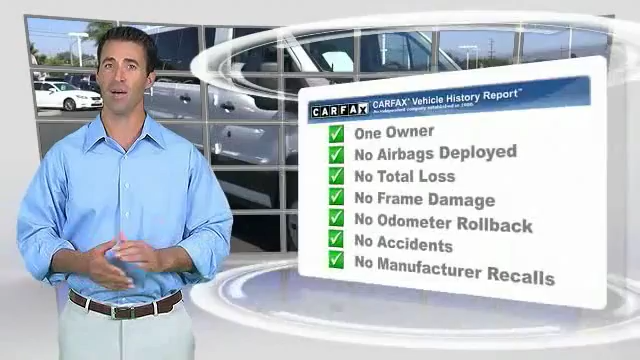 CARFAX
CARFAX® Vehicle History Report™
An independent company established in 1986
One Owner
No Airbags Deployed
No Total Loss
No Frame Damage
No Odometer Rollback
No Accidents
No Manufacturer Recalls